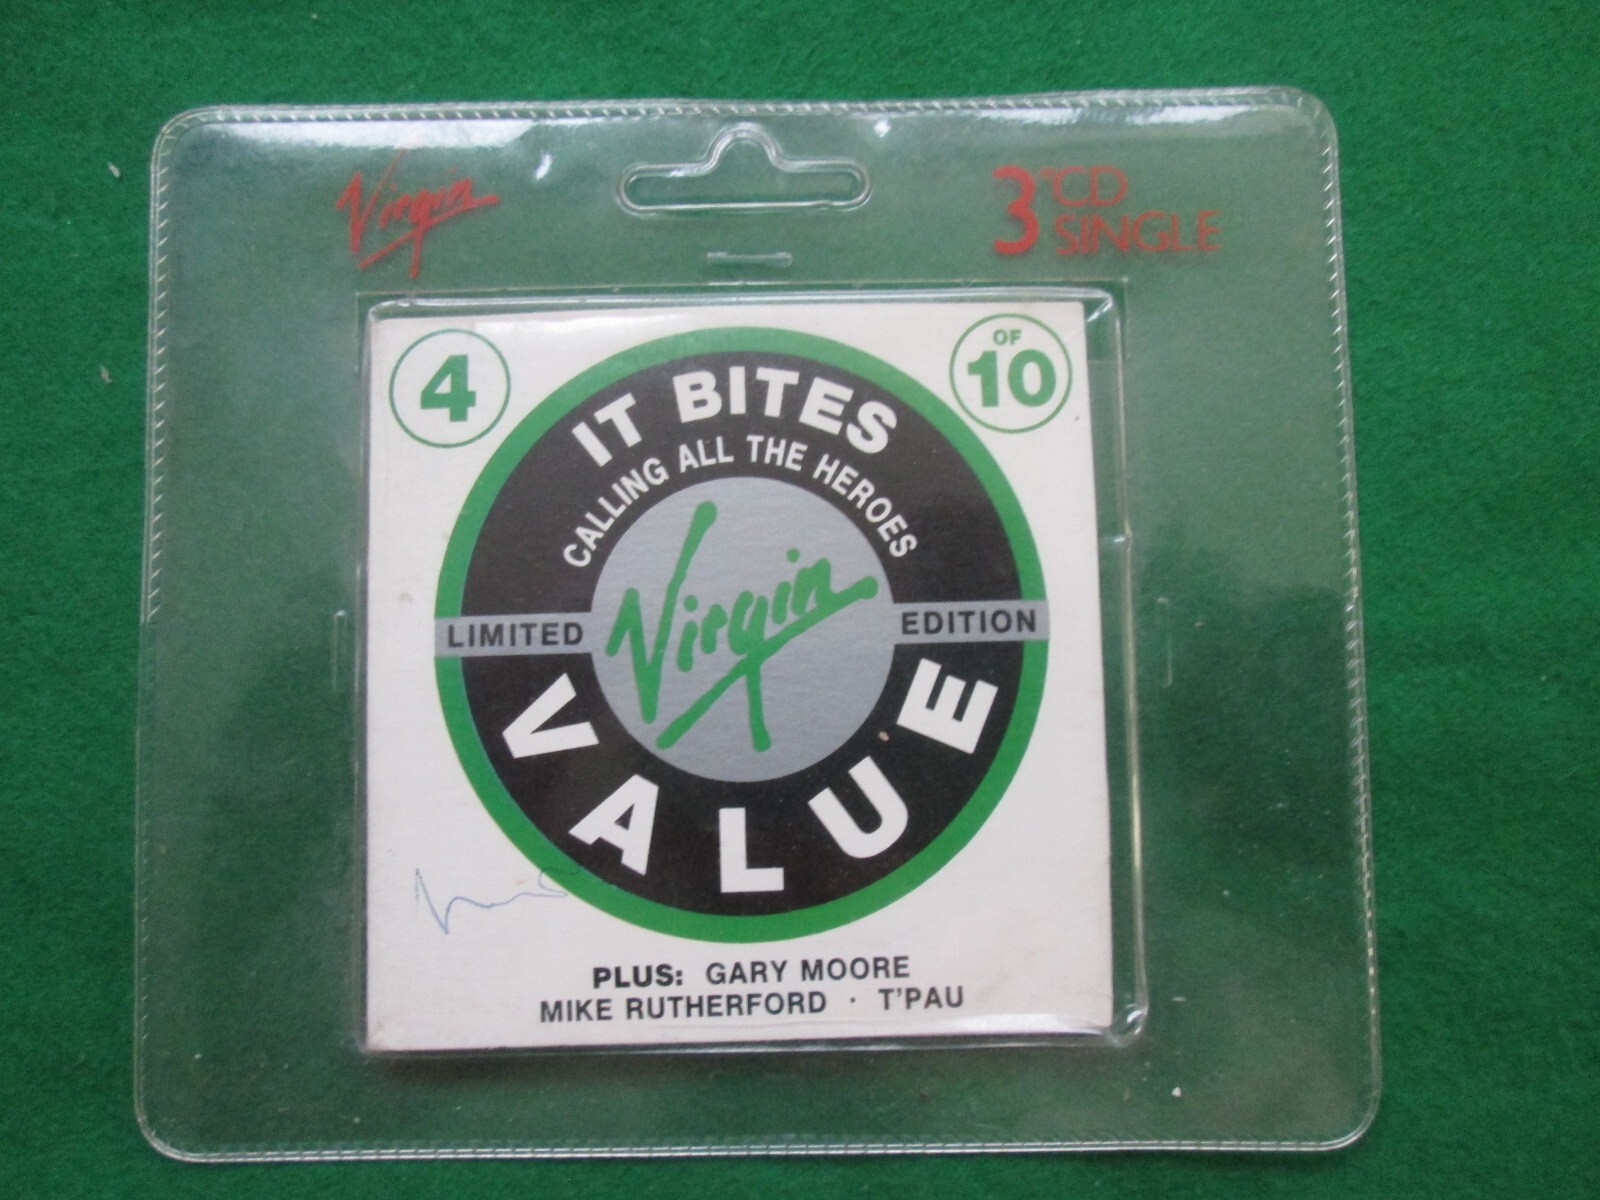 Virgin
3"CD
SINGLE
4
OF
10
IT BITES
CALLING ALL THE HEROES
Virgin
LIMITED EDITION
VALUE
PLUS: GARY MOORE
MIKE RUTHERFORD · T'PAU